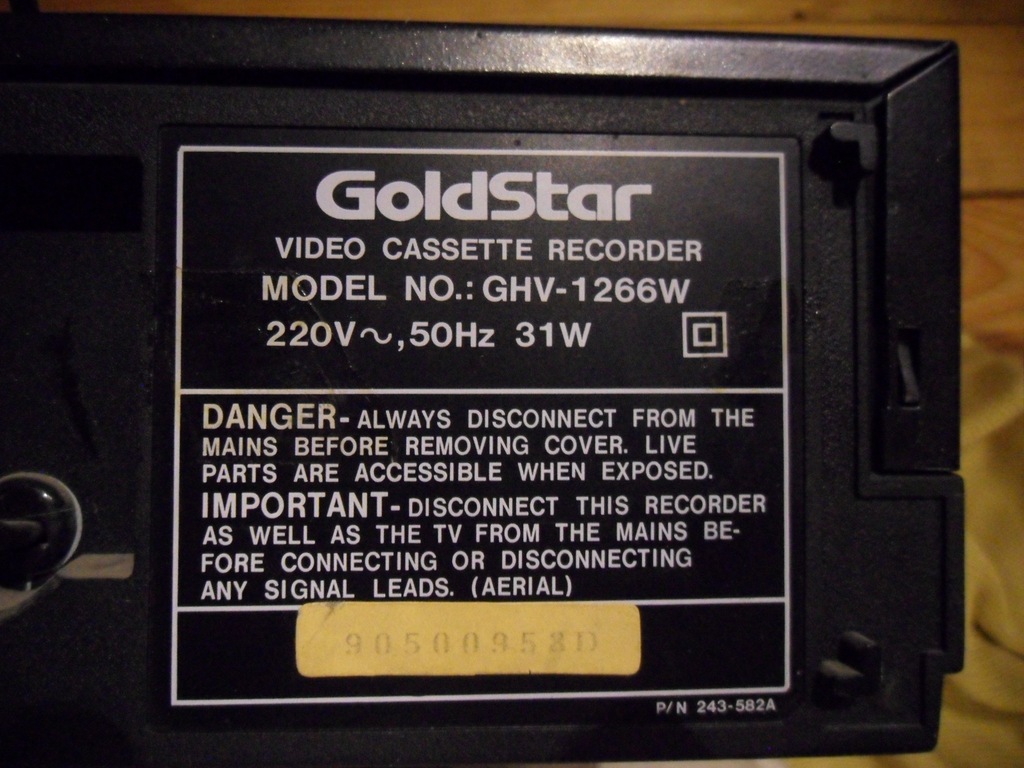 GoldStar
VIDEO CASSETTE RECORDER
MODEL NO.: GHV-1266W
220V~,50Hz 31W
DANGER- ALWAYS DISCONNECT FROM THE
MAINS BEFORE REMOVING COVER. LIVE
PARTS ARE ACCESSIBLE WHEN EXPOSED.
IMPORTANT- DISCONNECT THIS RECORDER
AS WELL AS THE TV FROM THE MAINS BE-
FORE CONNECTING OR DISCONNECTING
ANY SIGNAL LEADS. (AERIAL)
90500958D
P/N 243-582A